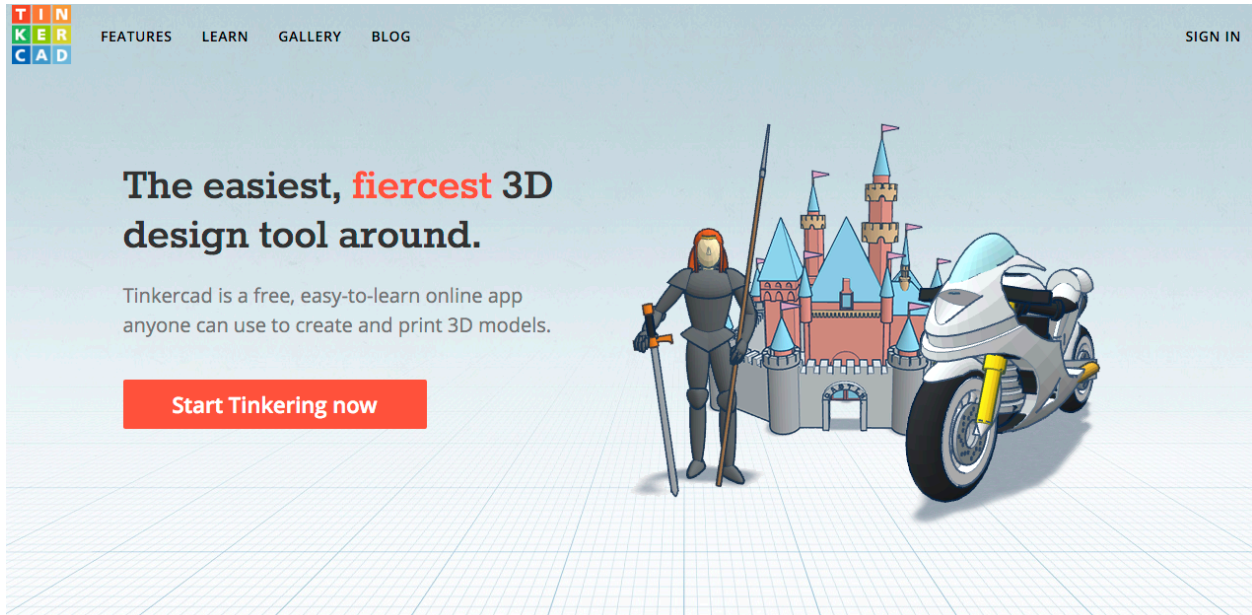 TIN
KER
CAD
FEATURES LEARN GALLERY BLOG SIGN IN
The easiest, fiercest 3D
design tool around.
Tinkercad is a free, easy-to-learn online app
anyone can use to create and print 3D models.
Start Tinkering now
CASTLE